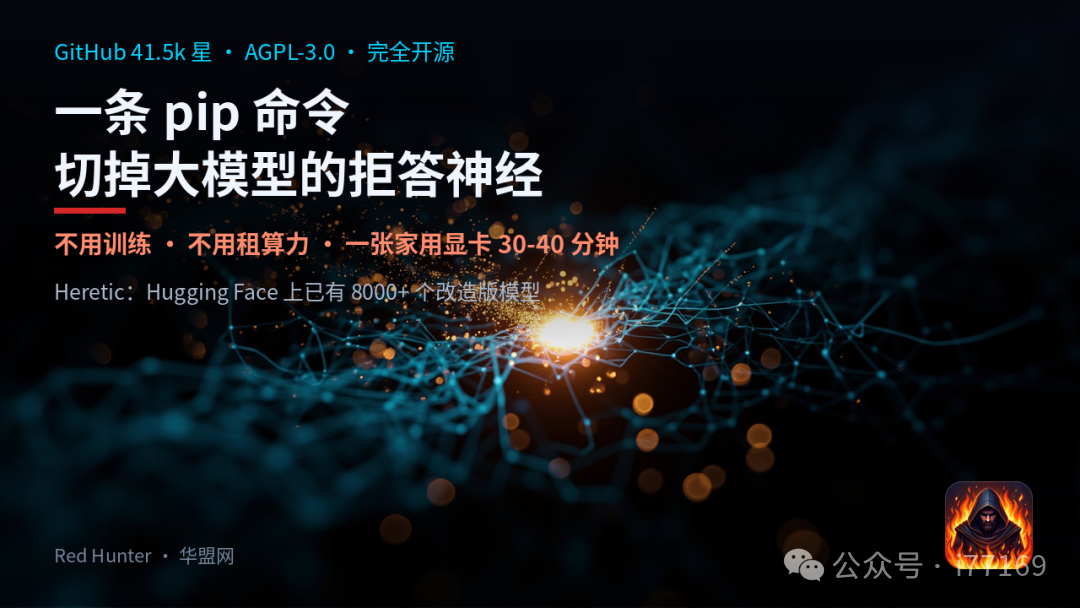 GitHub 41.5k 星 · AGPL-3.0 · 完全开源
一条 pip 命令
切掉大模型的拒答神经
不用训练 · 不用租算力 · 一张家用显卡 30-40 分钟
Heretic：Hugging Face 上已有 8000+ 个改造版模型
Red Hunter · 华盟网
公众号 · i77169